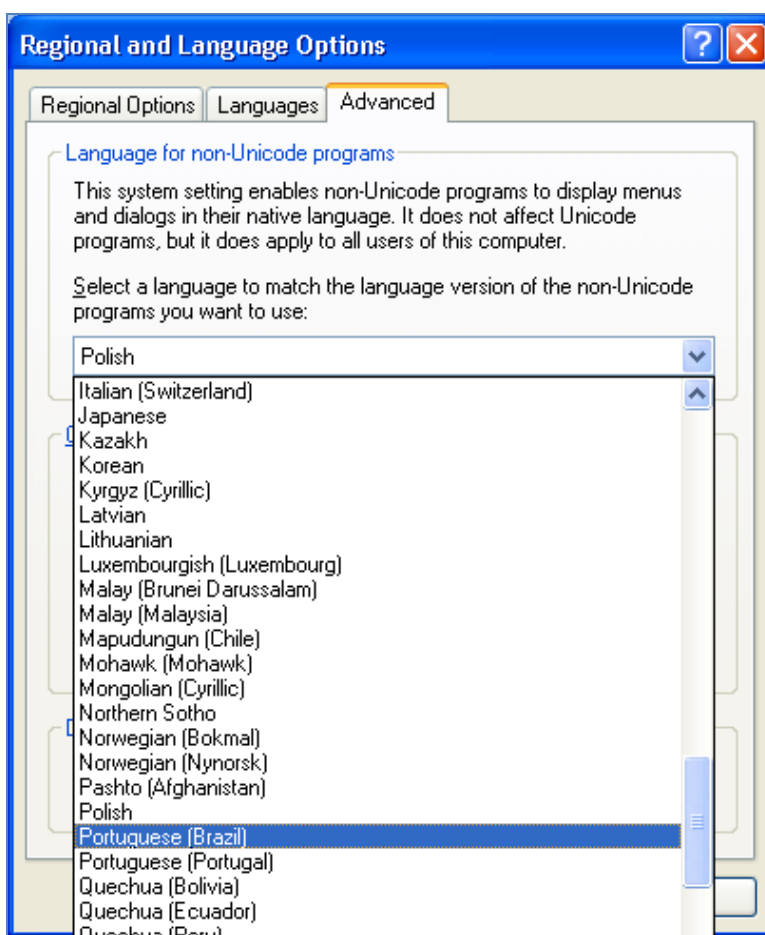 Regional and Language Options
Regional Options Languages Advanced
Language for non-Unicode programs
This system setting enables non-Unicode programs to display menus
and dialogs in their native language. It does not affect Unicode
programs, but it does apply to all users of this computer.
Select a language to match the language version of the non-Unicode
programs you want to use:
Polish
Italian (Switzerland)
Japanese
Kazakh
Korean
Kyrgyz (Cyrillic)
Latvian
Lithuanian
Luxembourgish (Luxembourg)
Malay (Brunei Darussalam)
Malay (Malaysia)
Mapudungun (Chile)
Mohawk (Mohawk)
Mongolian (Cyrillic)
Northern Sotho
Norwegian (Bokmal)
Norwegian (Nynorsk)
Pashto (Afghanistan)
Polish
Portuguese (Brazil)
Portuguese (Portugal)
Quechua (Bolivia)
Quechua (Ecuador)
Quechua (Peru)